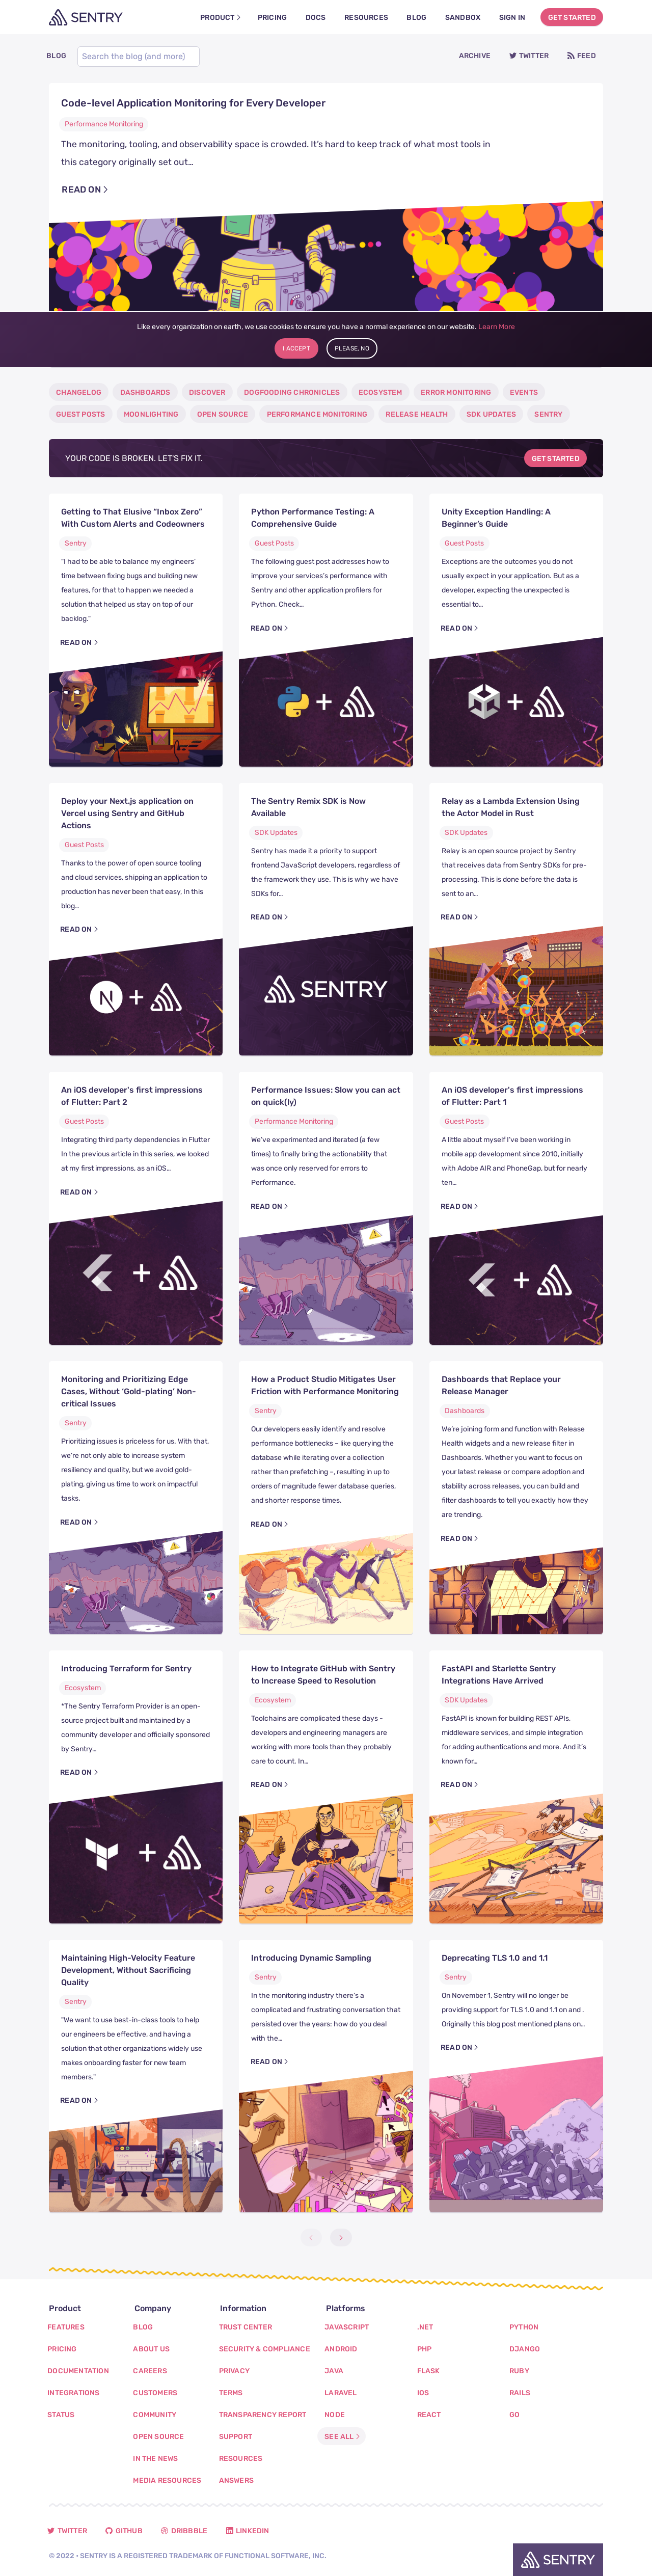 SENTRY
PRODUCT
PRICING
DOCS
RESOURCES
BLOG
SANDBOX
SIGN IN
GET STARTED
BLOG
Search the blog (and more)
ARCHIVE
TWITTER
FEED
Code-level Application Monitoring for Every Developer
Performance Monitoring
The monitoring, tooling, and observability space is crowded. It's hard to keep track of what most tools in
this category originally set out…
READ ON
Like every organization on earth, we use cookies to ensure you have a normal experience on our website. Learn More
I ACCEPT
PLEASE, NO
CHANGELOG
DASHBOARDS
DISCOVER
DOGFOODING CHRONICLES
ECOSYSTEM
ERROR MONITORING
EVENTS
GUEST POSTS
MOONLIGHTING
OPEN SOURCE
PERFORMANCE MONITORING
RELEASE HEALTH
SDK UPDATES
SENTRY
YOUR CODE IS BROKEN. LET'S FIX IT.
GET STARTED
Getting to That Elusive "Inbox Zero"
With Custom Alerts and Codeowners
Sentry
"I had to be able to balance my engineers'
time between fixing bugs and building new
features, for that to happen we needed a
solution that helped us stay on top of our
backlog."
READ ON
Python Performance Testing: A
Comprehensive Guide
Guest Posts
The following guest post addresses how to
improve your services's performance with
Sentry and other application profilers for
Python. Check…
READ ON
Unity Exception Handling: A
Beginner's Guide
Guest Posts
Exceptions are the outcomes you do not
usually expect in your application. But as a
developer, expecting the unexpected is
essential to…
READ ON
Deploy your Next.js application on
Vercel using Sentry and GitHub
Actions
Guest Posts
Thanks to the power of open source tooling
and cloud services, shipping an application to
production has never been that easy. In this
blog…
READ ON
The Sentry Remix SDK is Now
Available
SDK Updates
Sentry has made it a priority to support
frontend JavaScript developers, regardless of
the framework they use. This is why we have
SDKs for…
READ ON
SENTRY
Relay as a Lambda Extension Using
the Actor Model in Rust
SDK Updates
Relay is an open source project by Sentry
that receives data from Sentry SDKs for pre-
processing. This is done before the data is
sent to an…
READ ON
An iOS developer's first impressions
of Flutter: Part 2
Guest Posts
Integrating third party dependencies in Flutter
In the previous article in this series, we looked
at my first impressions, as an iOS…
READ ON
Performance Issues: Slow you can act
on quick(ly)
Performance Monitoring
We've experimented and iterated (a few
times) to finally bring the actionability that
was once only reserved for errors to
Performance.
READ ON
An iOS developer's first impressions
of Flutter: Part 1
Guest Posts
A little about myself I've been working in
mobile app development since 2010, initially
with Adobe AIR and PhoneGap, but for nearly
ten…
READ ON
Monitoring and Prioritizing Edge
Cases, Without 'Gold-plating' Non-
critical Issues
Sentry
Prioritizing issues is priceless for us. With that,
we're not only able to increase system
resiliency and quality, but we avoid gold-
plating, giving us time to work on impactful
tasks.
READ ON
How a Product Studio Mitigates User
Friction with Performance Monitoring
Sentry
Our developers easily identify and resolve
performance bottlenecks – like querying the
database while iterating over a collection
rather than prefetching –, resulting in up to
orders of magnitude fewer database queries,
and shorter response times.
READ ON
Dashboards that Replace your
Release Manager
Dashboards
We're joining form and function with Release
Health widgets and a new release filter in
Dashboards. Whether you want to focus on
your latest release or compare adoption and
stability across releases, you can build and
filter dashboards to tell you exactly how they
are trending.
READ ON
Introducing Terraform for Sentry
Ecosystem
*The Sentry Terraform Provider is an open-
source project built and maintained by a
community developer and officially sponsored
by Sentry…
READ ON
How to Integrate GitHub with Sentry
to Increase Speed to Resolution
Ecosystem
Toolchains are complicated these days -
developers and engineering managers are
working with more tools than they probably
care to count. In…
READ ON
FastAPI and Starlette Sentry
Integrations Have Arrived
SDK Updates
FastAPI is known for building REST APIs,
middleware services, and simple integration
for adding authentications and more. And it's
known for…
READ ON
Maintaining High-Velocity Feature
Development, Without Sacrificing
Quality
Sentry
"We want to use best-in-class tools to help
our engineers be effective, and having a
solution that other organizations widely use
makes onboarding faster for new team
members."
READ ON
Introducing Dynamic Sampling
Sentry
In the monitoring industry there's a
complicated and frustrating conversation that
persisted over the years: how do you deal
with the…
READ ON
Deprecating TLS 1.0 and 1.1
Sentry
On November 1, Sentry will no longer be
providing support for TLS 1.0 and 1.1 on and .
Originally this blog post mentioned plans on…
READ ON
Product
FEATURES
PRICING
DOCUMENTATION
INTEGRATIONS
STATUS
Company
BLOG
ABOUT US
CAREERS
CUSTOMERS
COMMUNITY
OPEN SOURCE
IN THE NEWS
MEDIA RESOURCES
Information
TRUST CENTER
SECURITY & COMPLIANCE
PRIVACY
TERMS
TRANSPARENCY REPORT
SUPPORT
RESOURCES
ANSWERS
Platforms
JAVASCRIPT
ANDROID
JAVA
LARAVEL
NODE
SEE ALL
.NET
PHP
FLASK
IOS
REACT
PYTHON
DJANGO
RUBY
RAILS
GO
TWITTER
GITHUB
DRIBBBLE
LINKEDIN
© 2022 • SENTRY IS A REGISTERED TRADEMARK OF FUNCTIONAL SOFTWARE, INC.
SENTRY